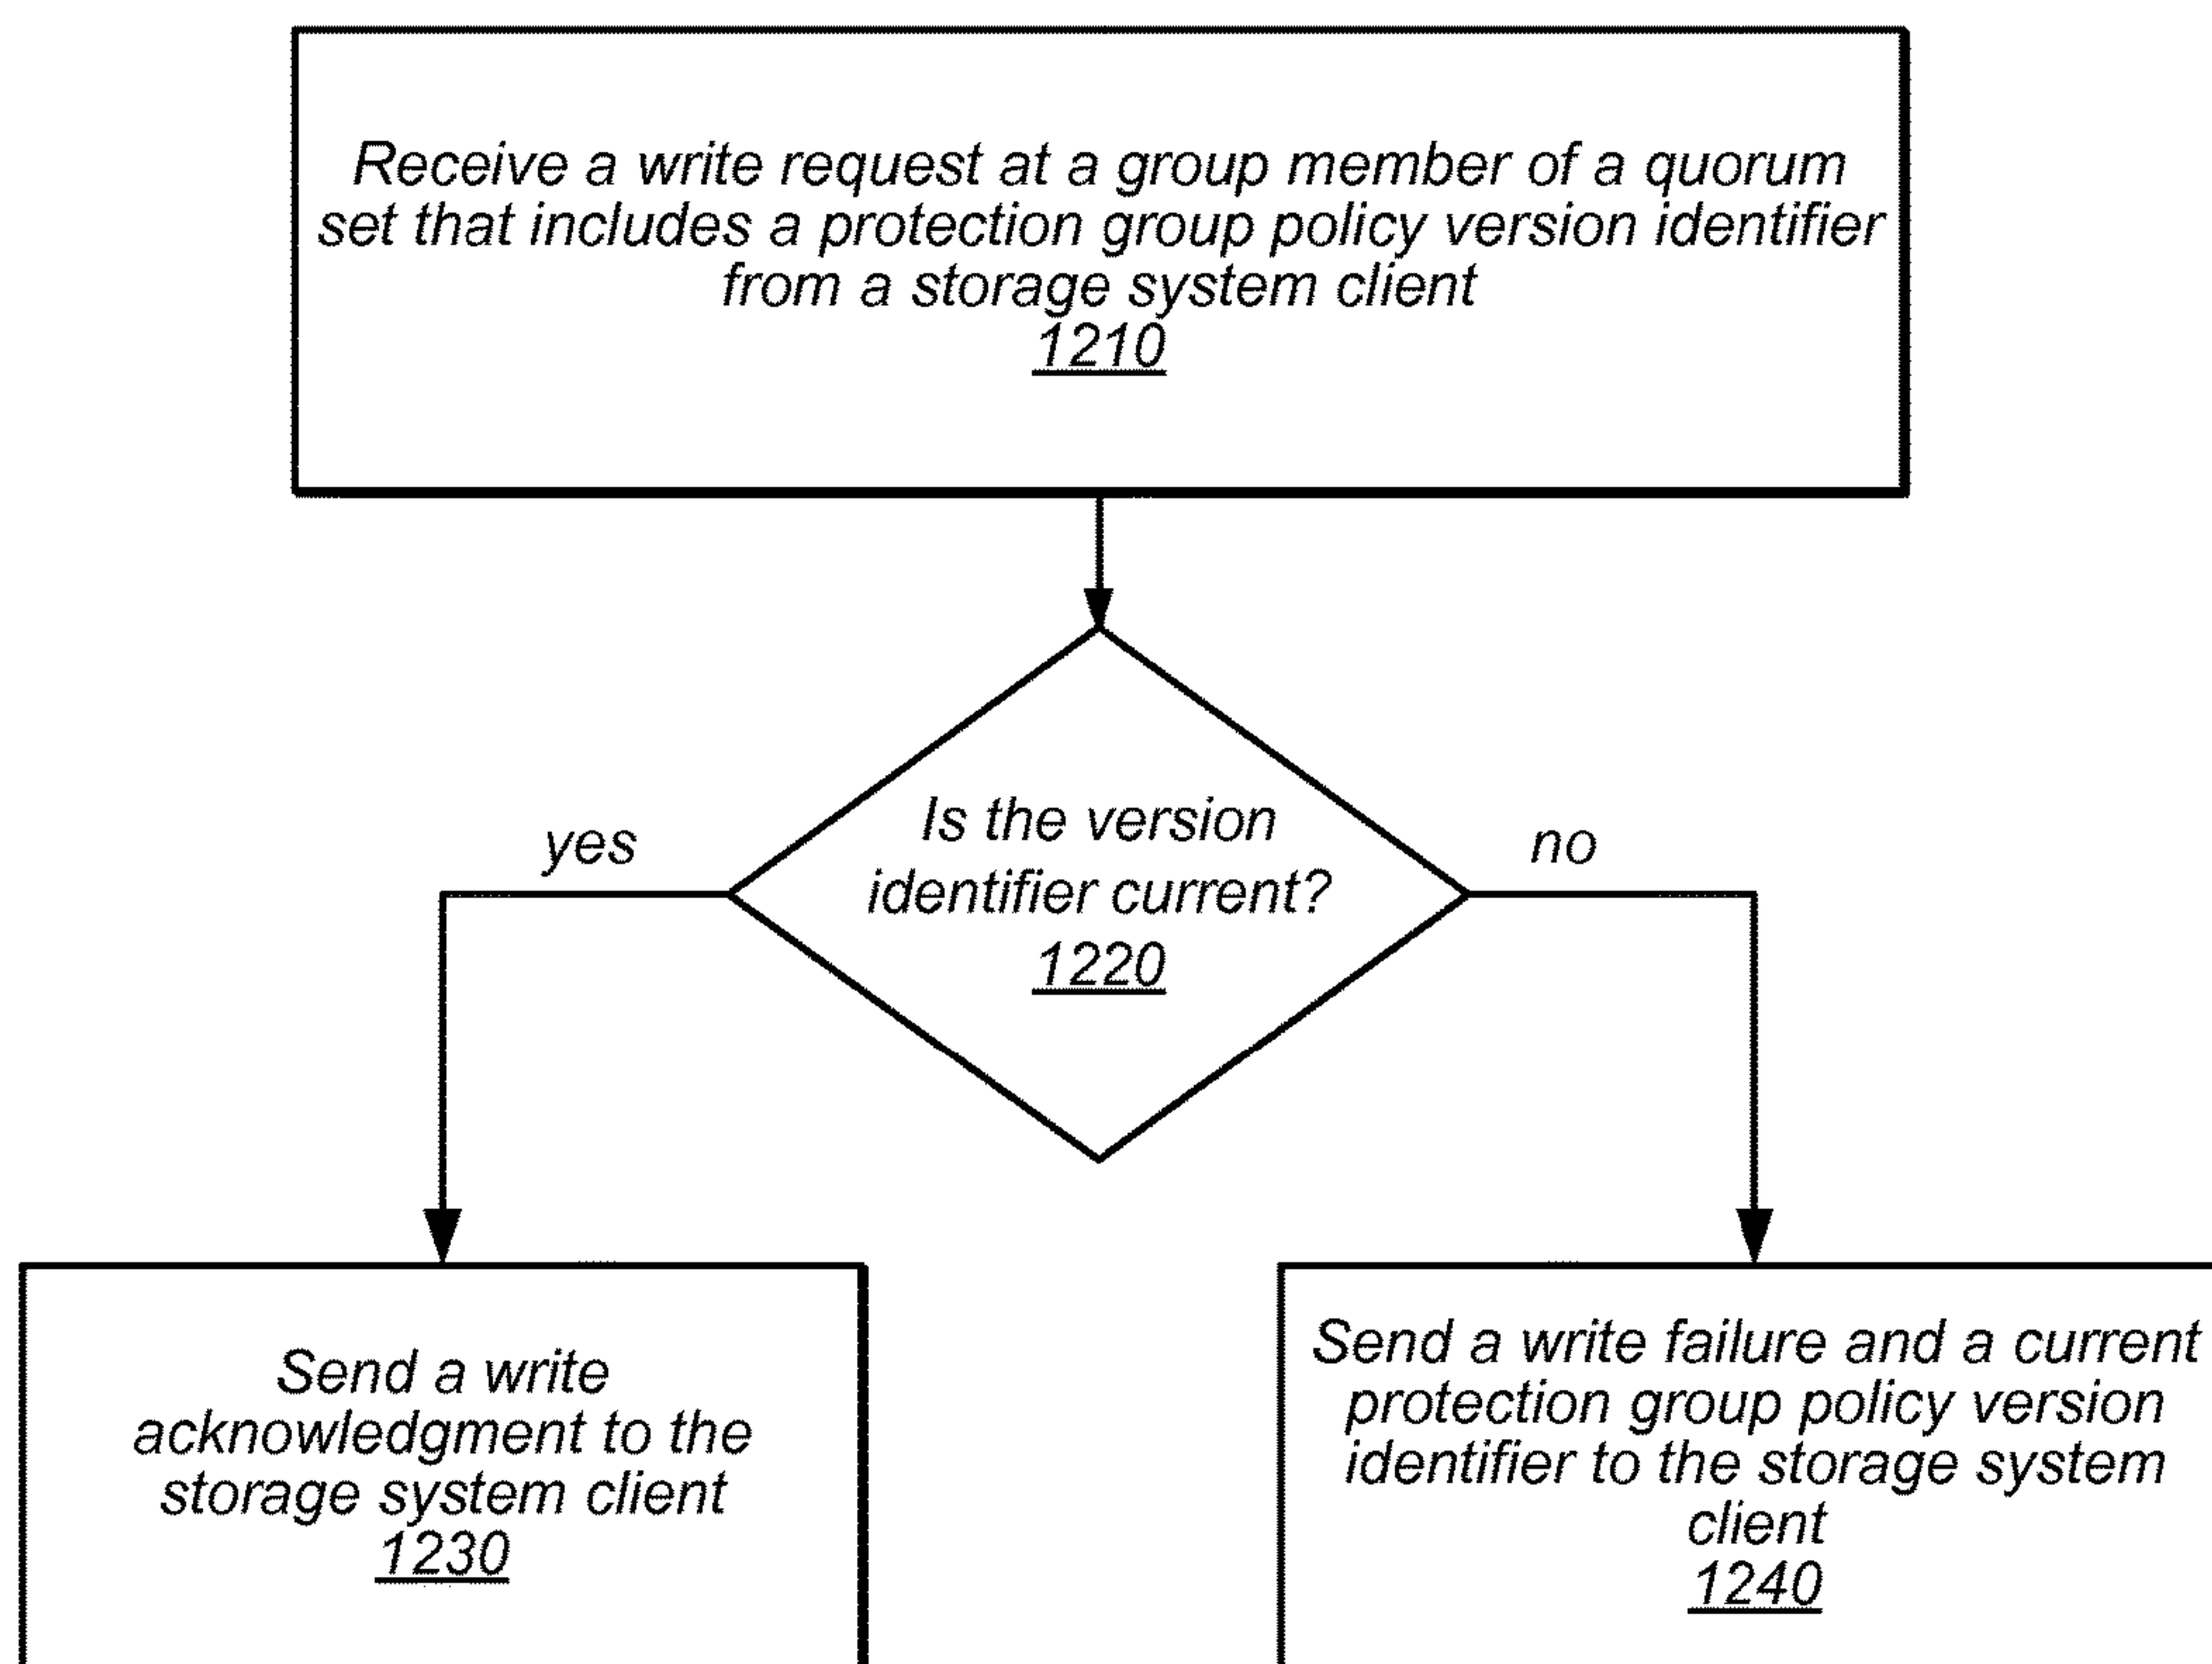 Receive a write request at a group member of a quorum
set that includes a protection group policy version identifier
from a storage system client
1210
Is the version
identifier current?
1220
yes
no
Send a write
acknowledgment to the
storage system client
1230
Send a write failure and a current
protection group policy version
identifier to the storage system
client
1240